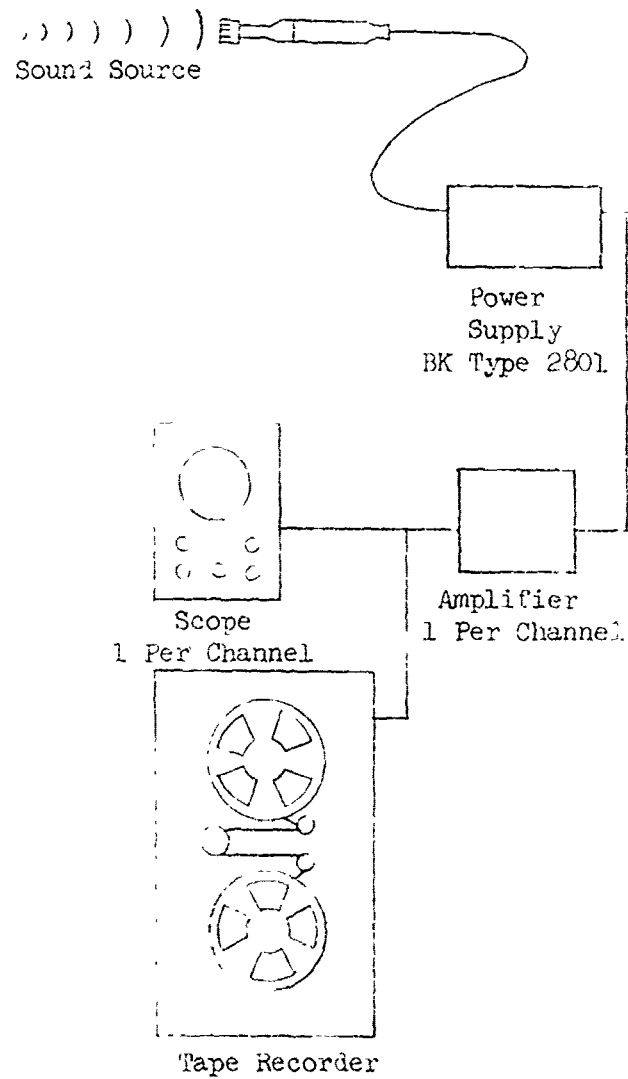 Sound Source
Power
Supply
BK Type 2801
Amplifier
1 Per Channel
Scope
1 Per Channel
Tape Recorder